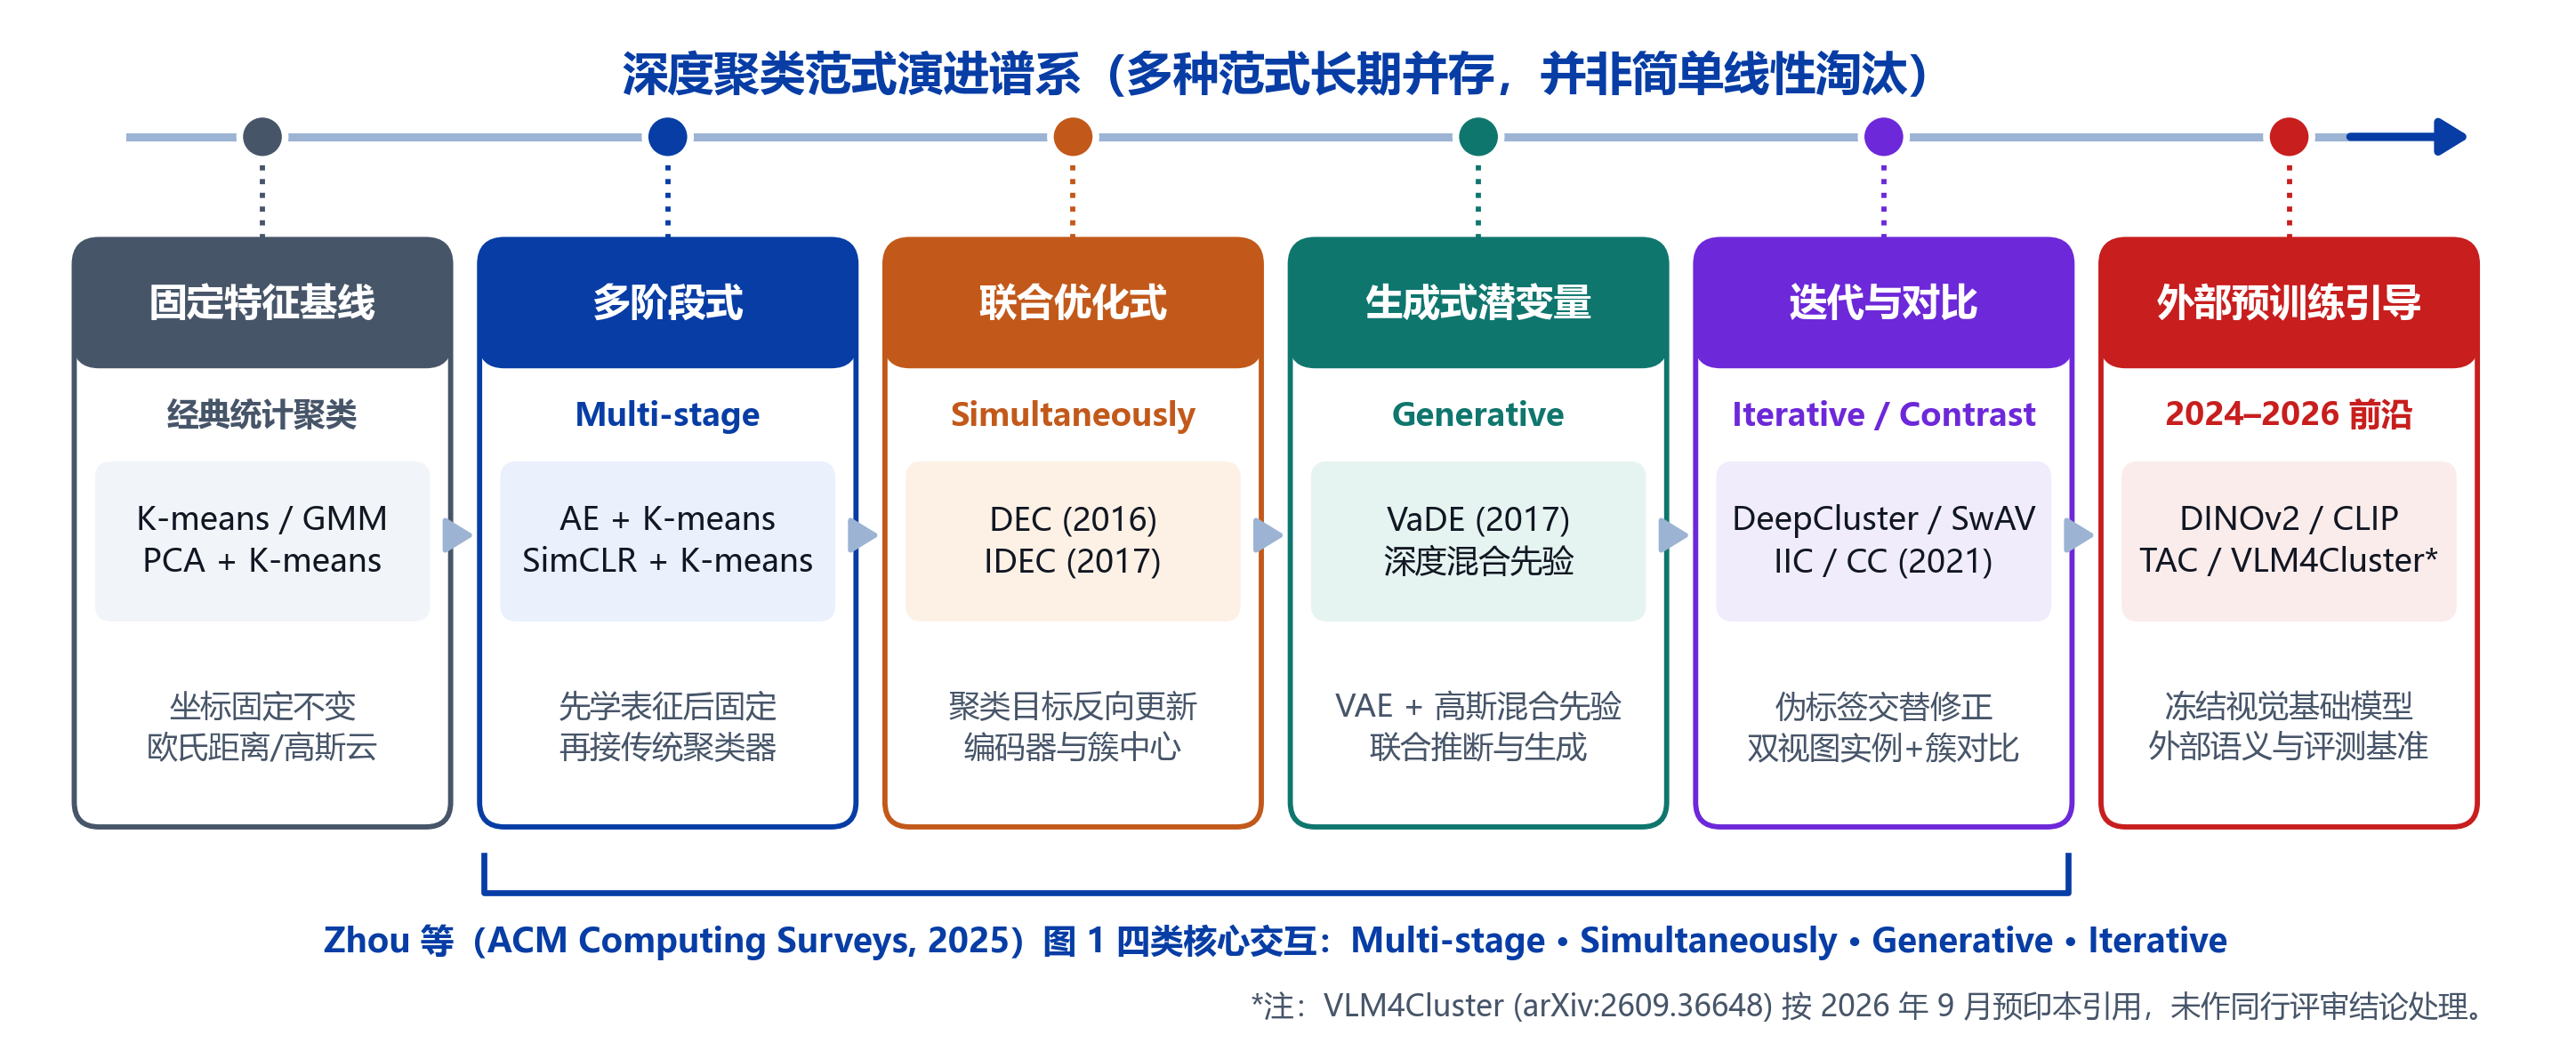 深度聚类范式演进谱系（多种范式长期并存，并非简单线性淘汰）
固定特征基线
经典统计聚类
K-means / GMM
PCA + K-means
坐标固定不变
欧氏距离/高斯云
多阶段式
Multi-stage
AE + K-means
SimCLR + K-means
先学表征后固定
再接传统聚类器
联合优化式
Simultaneously
DEC (2016)
IDEC (2017)
聚类目标反向更新
编码器与簇中心
生成式潜变量
Generative
VaDE (2017)
深度混合先验
VAE + 高斯混合先验
联合推断与生成
迭代与对比
Iterative / Contrast
DeepCluster / SwAV
IIC / CC (2021)
伪标签交替修正
双视图实例+簇对比
外部预训练引导
2024–2026 前沿
DINOv2 / CLIP
TAC / VLM4Cluster*
冻结视觉基础模型
外部语义与评测基准
Zhou 等（ACM Computing Surveys, 2025）图 1 四类核心交互：Multi-stage • Simultaneously • Generative • Iterative
*注：VLM4Cluster (arXiv:2609.36648) 按 2026 年 9 月预印本引用，未作同行评审结论处理。